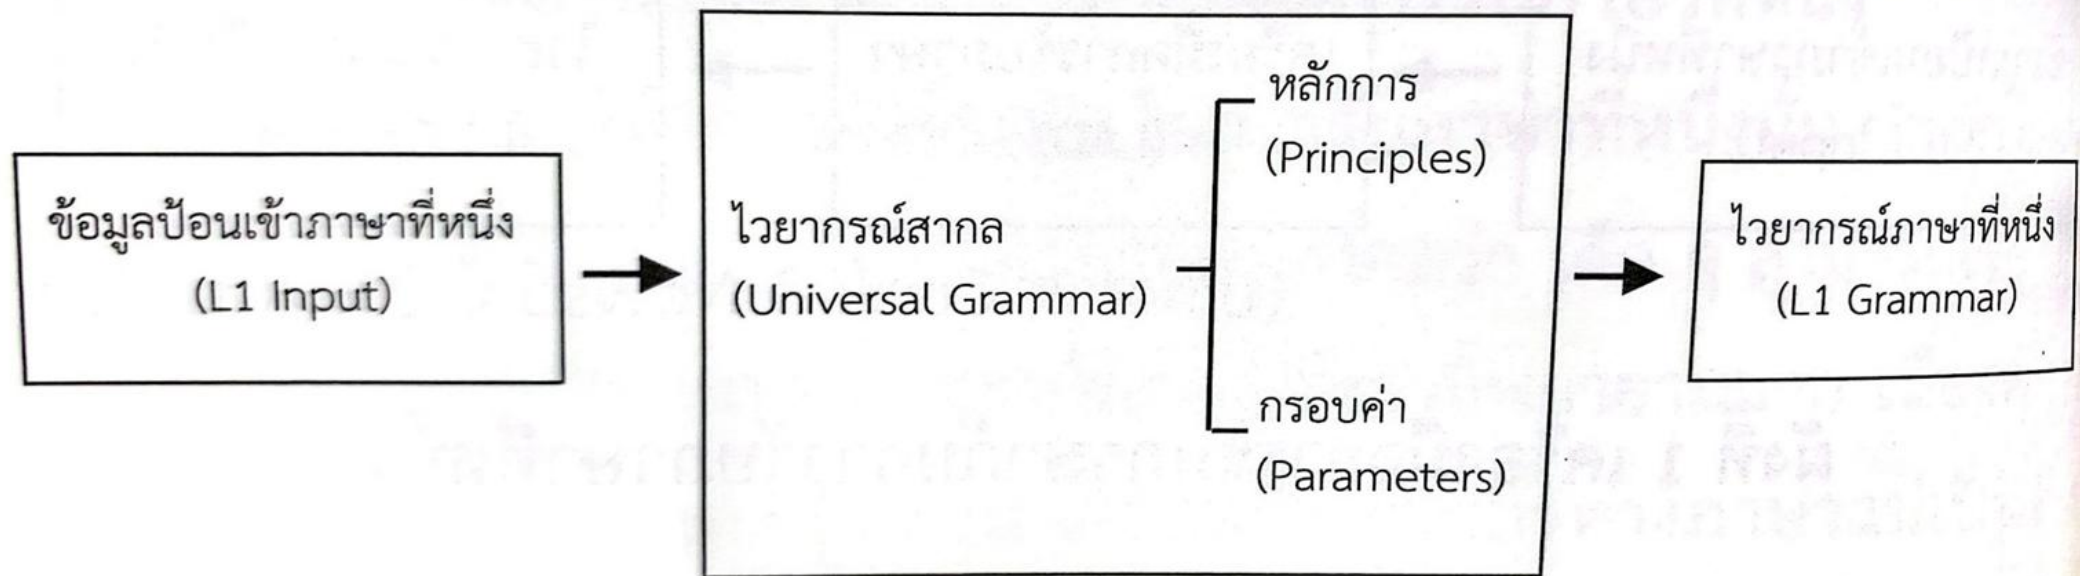 ข้อมูลป้อนเข้าภาษาที่หนึ่ง
(L1 Input)
ไวยากรณ์สากล
(Universal Grammar)
หลักการ
(Principles)
กรอบค่า
(Parameters)
ไวยากรณ์ภาษาที่หนึ่ง
(L1 Grammar)